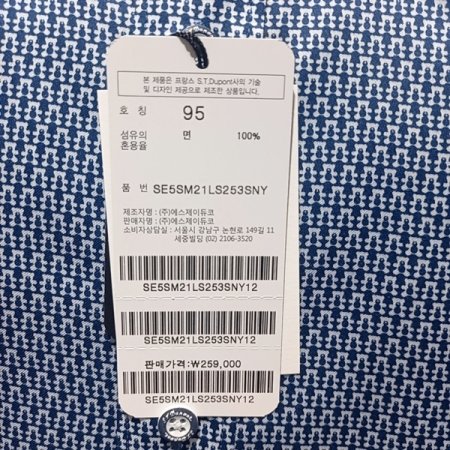 본 제품은 프랑스 S.T.Dupont사의 기술
및 디자인 제공으로 제조한 상품입니다.
호 칭 95
섬유의 면 100%
혼용율
품 번 SE5SM21LS253SNY
제조자명 : (주)에스제이듀코
판매자명 : (주)에스제이듀코
소비자상담실 : 서울시 강남구 논현로 149길 11
세중빌딩 (02) 2106-3520
SE5SM21LS253SNY12
SE5SM21LS253SNY12
판매가격:₩259,000
SE5SM21LS253SNY12